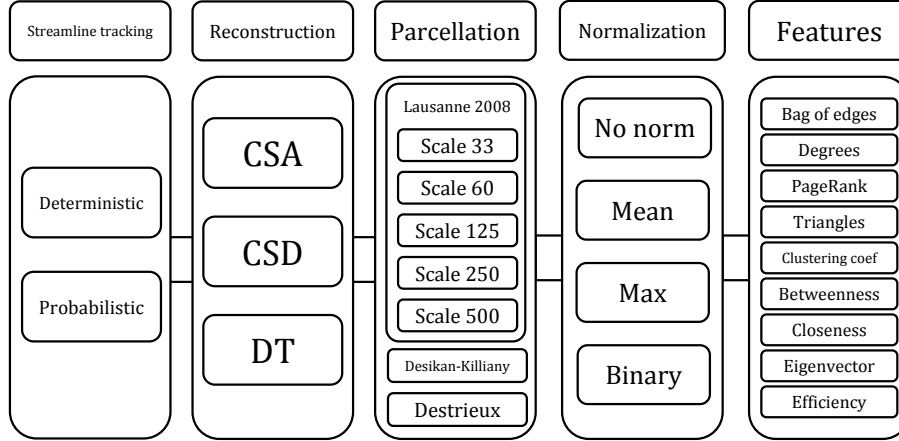 Streamline tracking
Reconstruction
Parcellation
Normalization
Features
Deterministic
Probabilistic
CSA
CSD
DT
Lausanne 2008
Scale 33
Scale 60
Scale 125
Scale 250
Scale 500
Desikan-Killiany
Destrieux
No norm
Mean
Max
Binary
Bag of edges
Degrees
PageRank
Triangles
Clustering coef
Betweenness
Closeness
Eigenvector
Efficiency